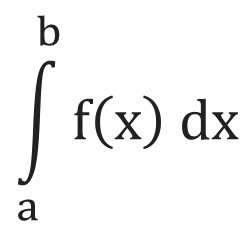 b
∫ f(x) dx
a